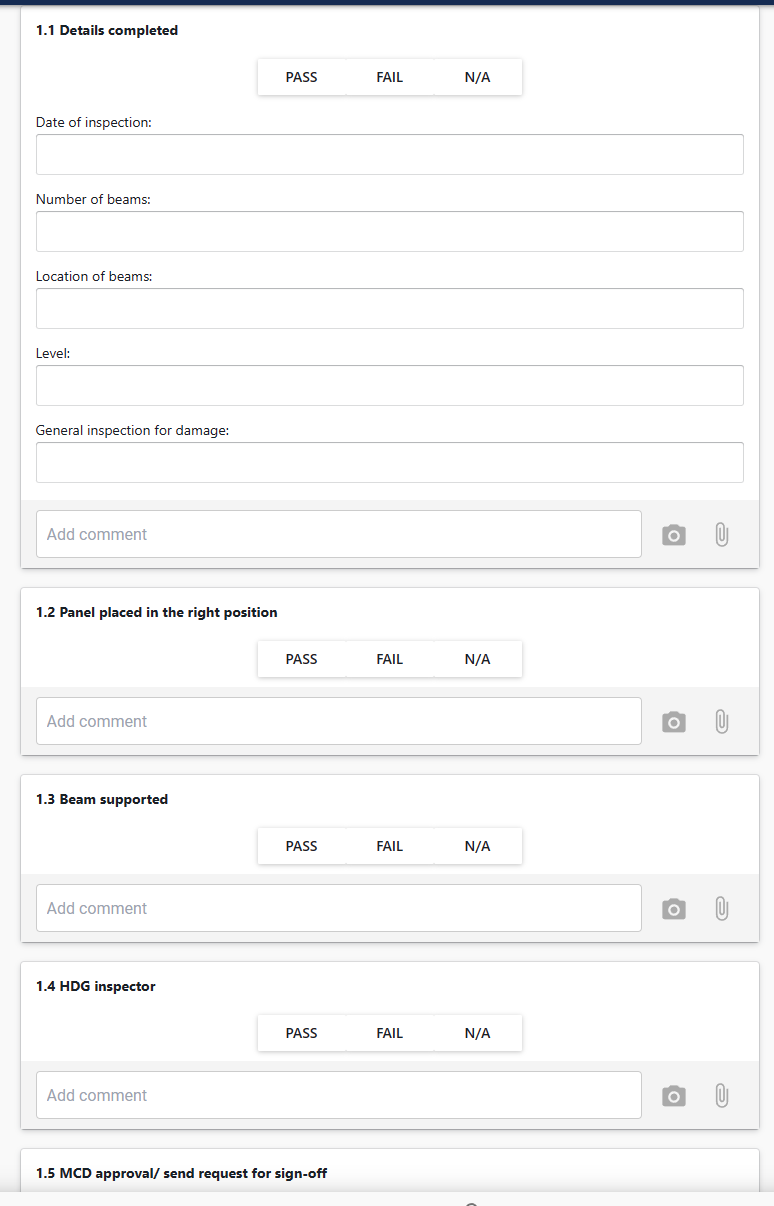 1.1 Details completed
PASS FAIL N/A
Date of inspection:
Number of beams:
Location of beams:
Level:
General inspection for damage:
Add comment
1.2 Panel placed in the right position
PASS FAIL N/A
Add comment
1.3 Beam supported
PASS FAIL N/A
Add comment
1.4 HDG inspector
PASS FAIL N/A
Add comment
1.5 MCD approval/ send request for sign-off